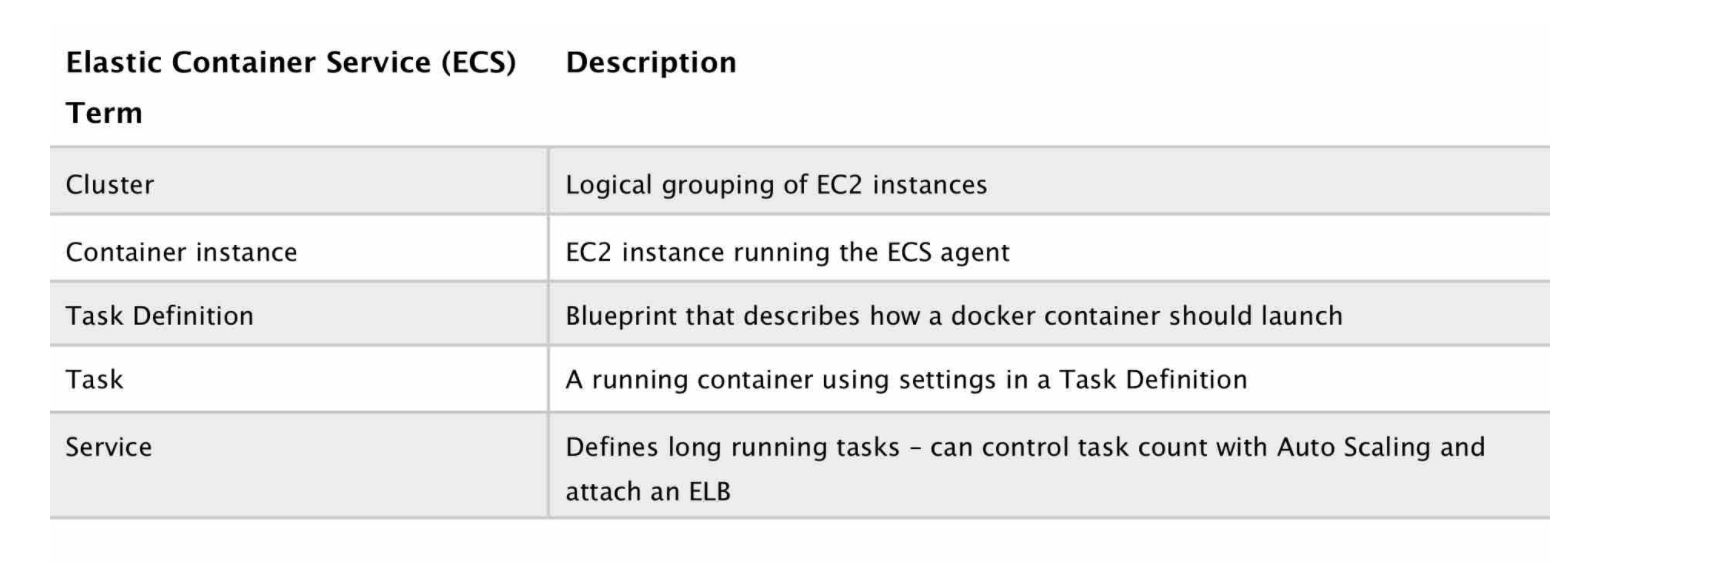 Elastic Container Service (ECS) Description
Term
Cluster Logical grouping of EC2 instances
Container instance EC2 instance running the ECS agent
Task Definition Blueprint that describes how a docker container should launch
Task A running container using settings in a Task Definition
Service Defines long running tasks – can control task count with Auto Scaling and
attach an ELB